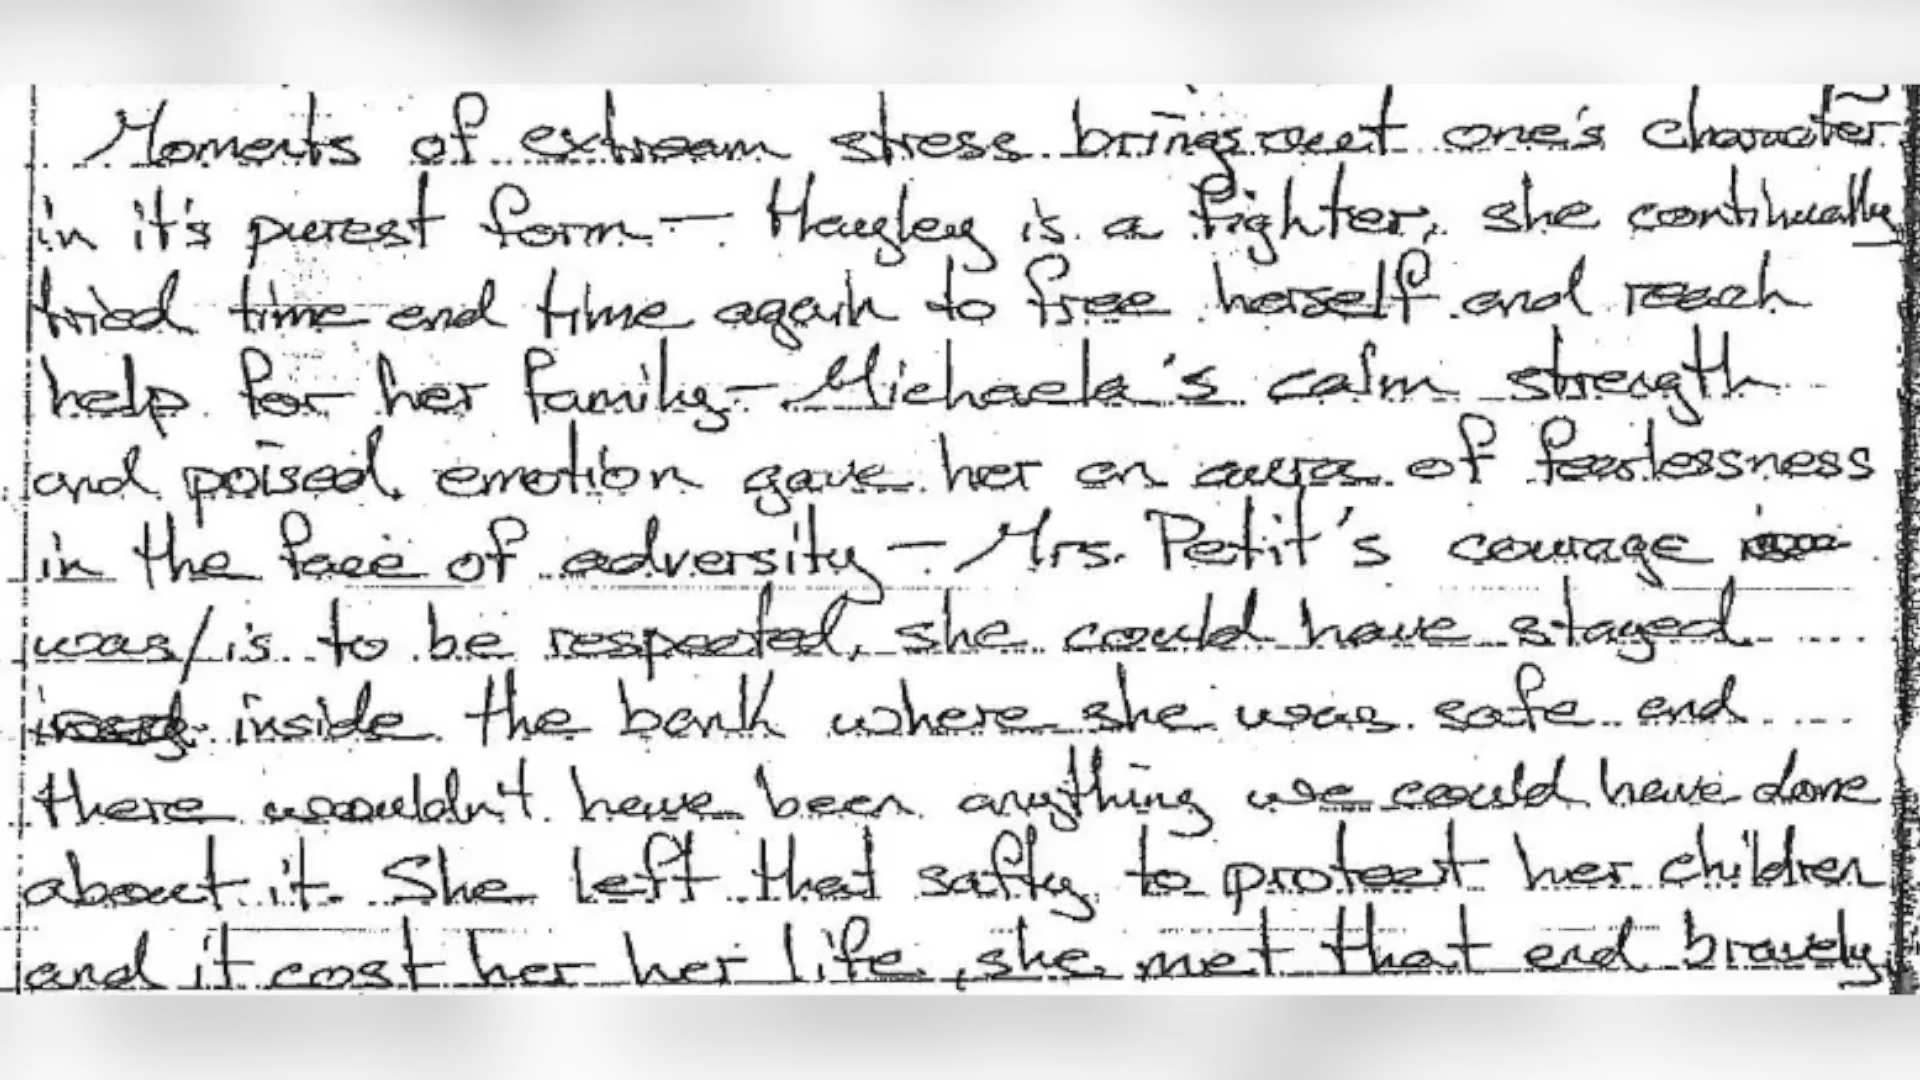 Moments of extream stress brings out one's character
in it's purest form — Hayley is a fighter, she continually
tried time and time again to free herself and reach
help for her family — Michaela's calm strength
and poised emotion gave her an aura of fearlessness
in the face of adversity — Mrs. Petit's courage
was/is to be respected, she could have stayed
inside the bank where she was safe and
there wouldn't have been anything we could have done
about it. She left that safty to protect her children
and it cost her her life, she met that end bravely,